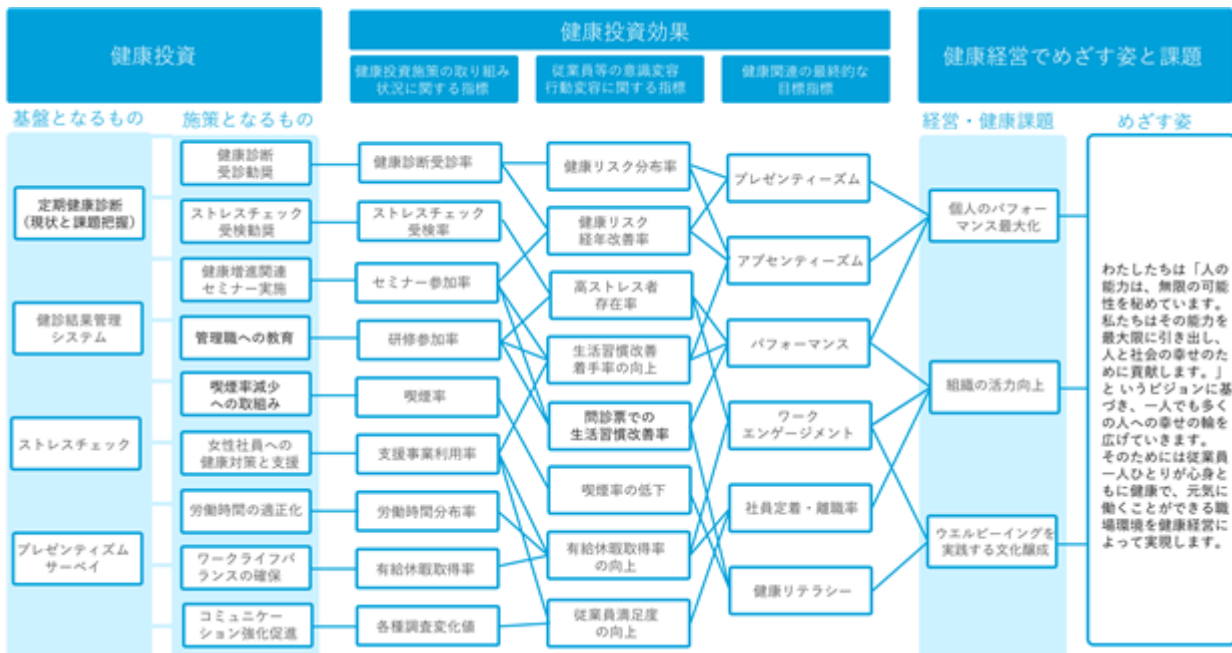 健康投資
健康投資効果
健康経営でめざす姿と課題
健康投資施策の取り組み
状況に関する指標
従業員等の意識変容
行動変容に関する指標
健康関連の最終的な
目標指標
基盤となるもの
施策となるもの
経営・健康課題
めざす姿
定期健康診断
(現状と課題把握)
健診結果管理
システム
ストレスチェック
プレゼンティズム
サーベイ
健康診断
受診勧奨
ストレスチェック
受検勧奨
健康増進関連
セミナー実施
管理職への教育
喫煙率減少
への取組み
女性社員への
健康対策と支援
労働時間の適正化
ワークライフバ
ランスの確保
コミュニケー
ション強化促進
健康診断受診率
ストレスチェック
受検率
セミナー参加率
研修参加率
喫煙率
支援事業利用率
労働時間分布率
有給休暇取得率
各種調査変化値
健康リスク分布率
健康リスク
経年改善率
高ストレス者
存在率
生活習慣改善
着手率の向上
問診票での
生活習慣改善率
喫煙率の低下
有給休暇取得率
の向上
従業員満足度
の向上
プレゼンティーズム
アブセンティーズム
パフォーマンス
ワーク
エンゲージメント
社員定着・離職率
健康リテラシー
個人のパフォー
マンス最大化
組織の活力向上
ウエルビーイングを
実践する文化醸成
わたしたちは「人の
能力は、無限の可能
性を秘めています。
私たちはその能力を
最大限に引き出し、
人と社会の幸せのた
めに貢献します。」
と いうビジョンに基
づき、一人でも多く
の人への幸せの輪を
広げていきます。
そのためには従業員
一人ひとりが心身と
もに健康で、元気に
働くことができる職
場環境を健康経営に
よって実現します。